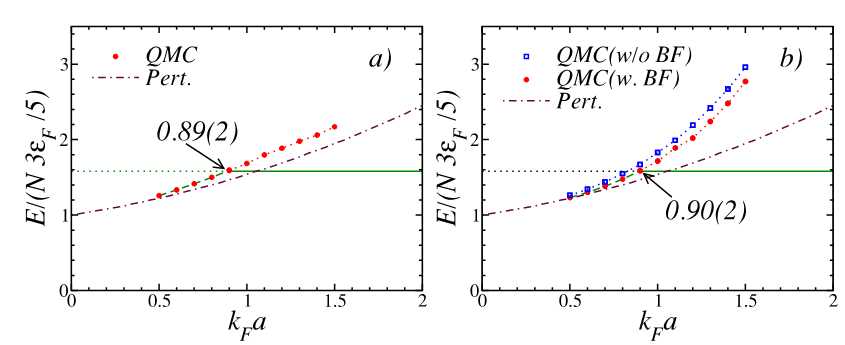 QMC
Pert.
a)
0.89(2)
3
2
1
0
0
0.5
1
1.5
2
k_F a
E/(N 3ε_F /5)
QMC(w/o BF)
QMC(w. BF)
Pert.
b)
0.90(2)
3
2
1
0
0
0.5
1
1.5
2
k_F a
E/(N 3ε_F /5)